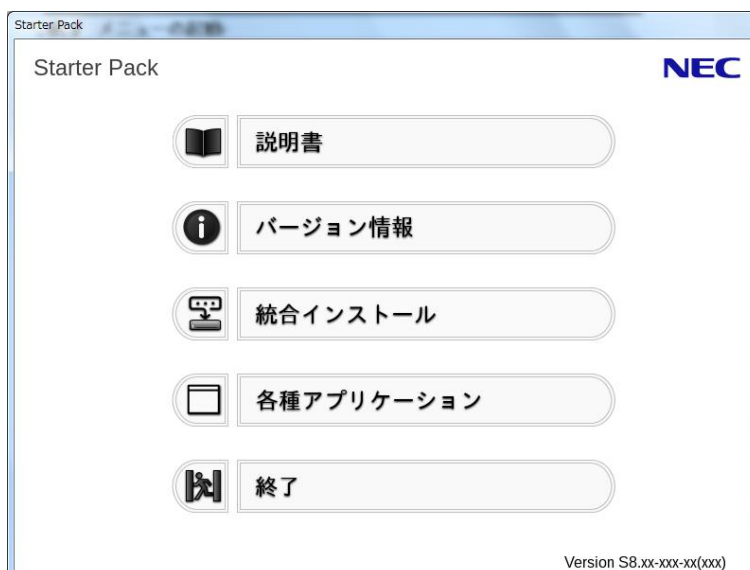 Starter Pack
Starter Pack
NEC
説明書
バージョン情報
統合インストール
各種アプリケーション
終了
Version S8.xx-xxx-xx(xxx)